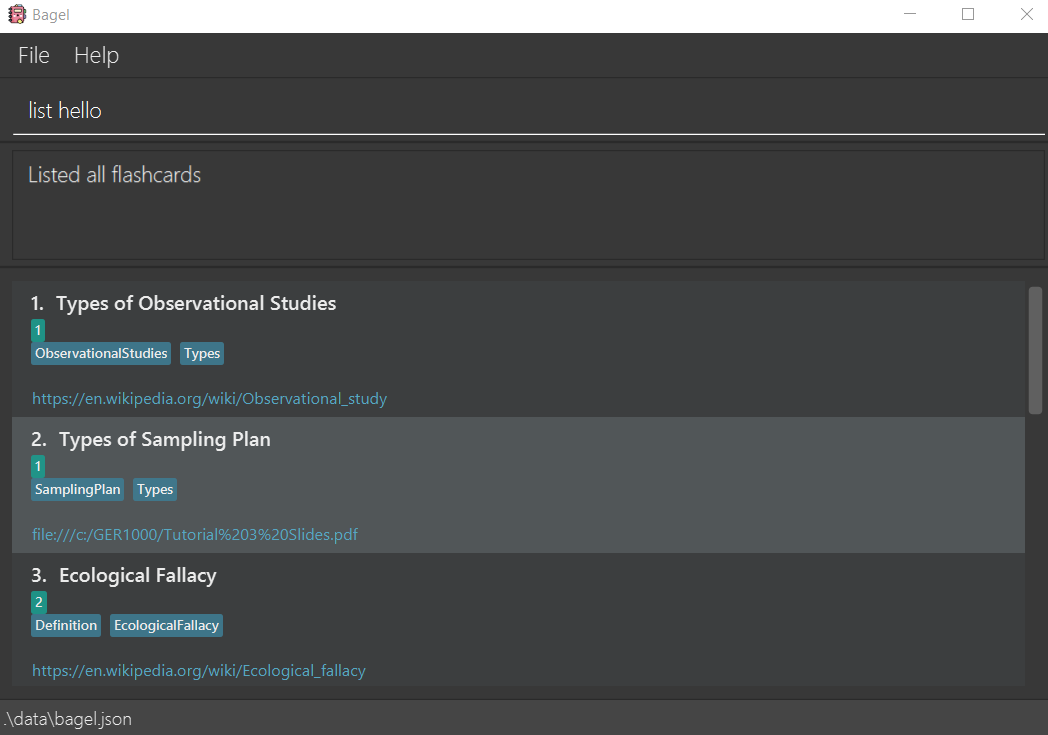 Bagel
File Help
list hello
Listed all flashcards
1. Types of Observational Studies
1
ObservationalStudies Types
https://en.wikipedia.org/wiki/Observational_study
2. Types of Sampling Plan
1
SamplingPlan Types
file:///c:/GER1000/Tutorial%203%20Slides.pdf
3. Ecological Fallacy
2
Definition EcologicalFallacy
https://en.wikipedia.org/wiki/Ecological_fallacy
.\data\bagel.json